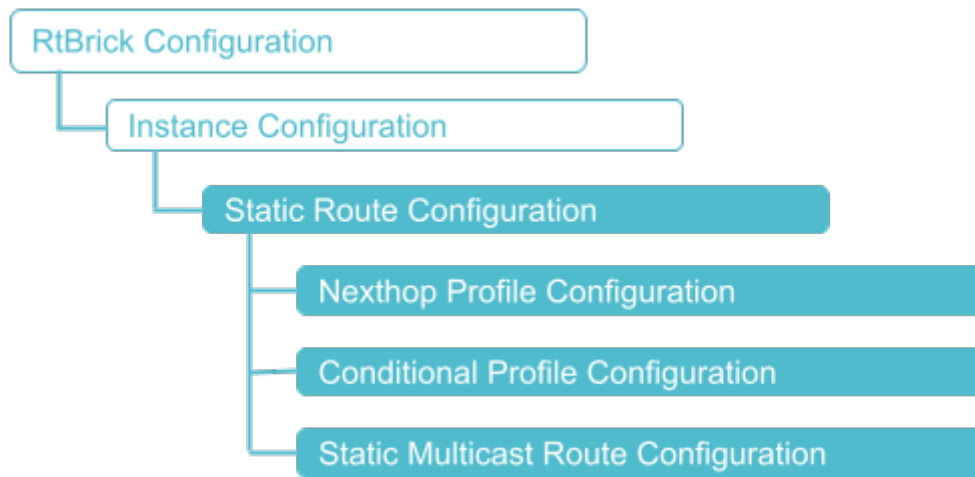 RtBrick Configuration
Instance Configuration
Static Route Configuration
Nexthop Profile Configuration
Conditional Profile Configuration
Static Multicast Route Configuration